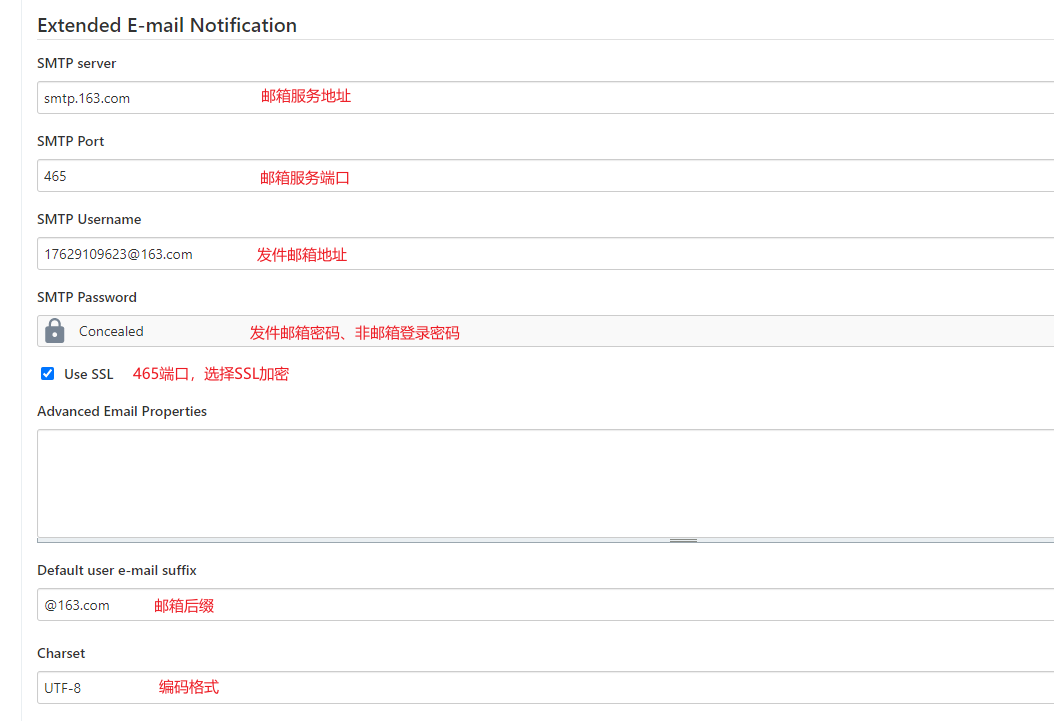 Extended E-mail Notification
SMTP server
smtp.163.com 邮箱服务地址
SMTP Port
465 邮箱服务端口
SMTP Username
17629109623@163.com 发件邮箱地址
SMTP Password
Concealed 发件邮箱密码、非邮箱登录密码
Use SSL 465端口，选择SSL加密
Advanced Email Properties
Default user e-mail suffix
@163.com 邮箱后缀
Charset
UTF-8 编码格式